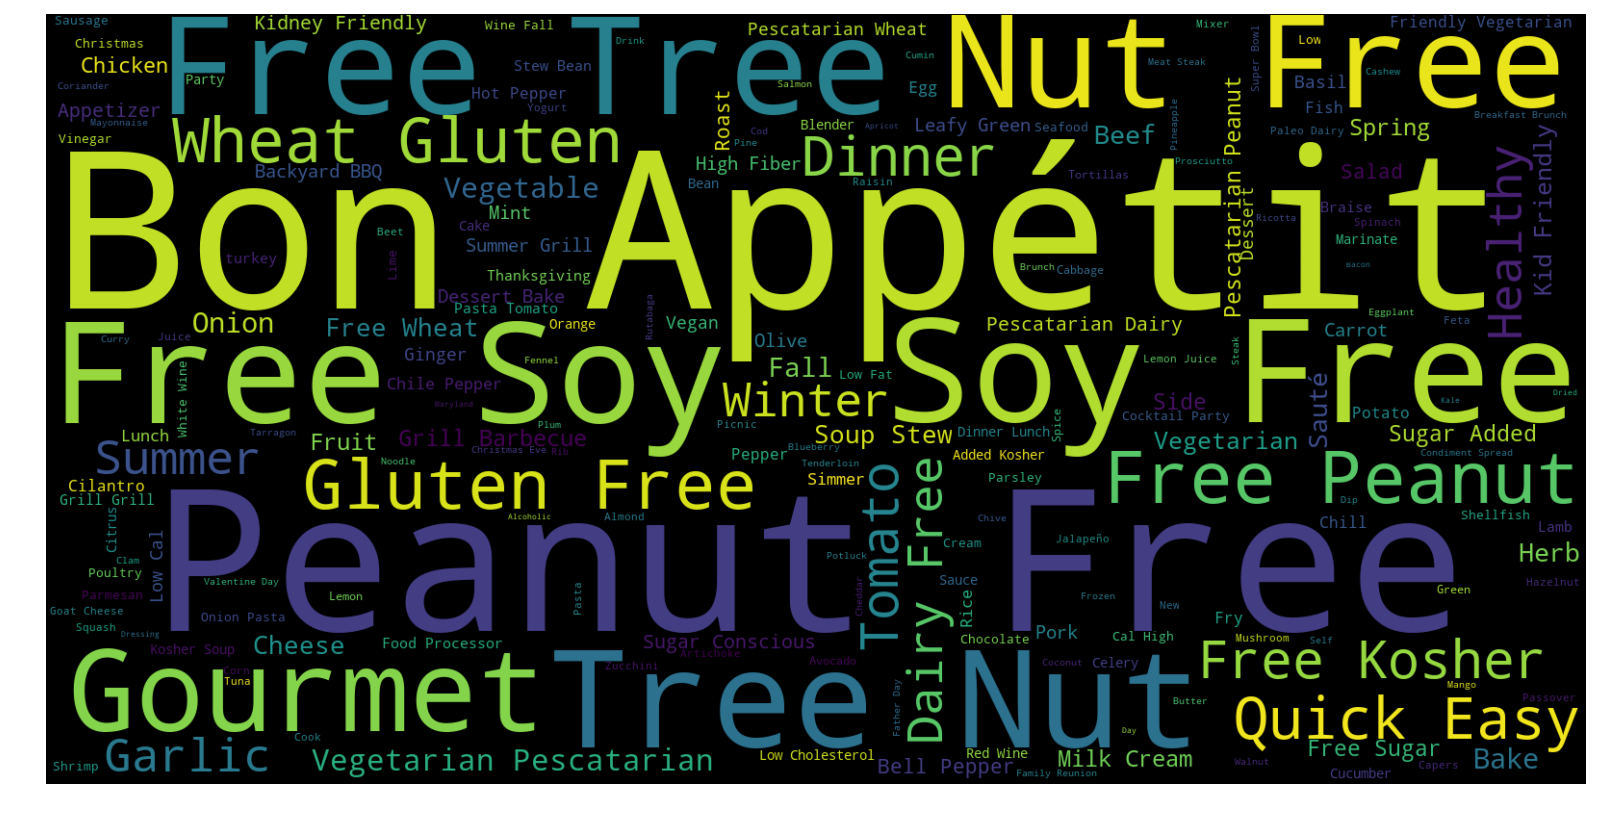 Sausage
Kidney Friendly
Wine Fall
Free Tree
Drink
Pescatarian Wheat
Mixer
Nut Free
Friendly Vegetarian
Christmas
Chicken
Party
Stew Bean
Cumin
Meat Steak
Super Bowl
Low
Cashew
Coriander
Hot Pepper
Salmon
Egg
Basil
Appetizer
Yogurt
Roast
Fish
Breakfast Brunch
Mayonnaise
Vinegar
Wheat Gluten
Cod
Pine
Blender
Apricot
Leafy Green
Seafood
Beef
Pineapple
Pescatarian Peanut
Paleo Dairy
Spring
Backyard BBQ
High Fiber
Dinner
Prosciutto
Healthy
Kid Friendly
Vegetable
Bean
Raisin
Tortillas
Salad
Bon Appétit
Mint
Dessert
Braise
Cake
Beet
Ricotta
Spinach
Summer Grill
Marinate
turkey
Lime
Thanksgiving
Brunch
Cabbage
Bacon
Dessert Bake
Rutabaga
Pasta Tomato
Eggplant
Onion
Free Wheat
Orange
Vegan
Pescatarian Dairy
Feta
Curry
Juice
Olive
Carrot
Free Soy
Soy Free
Ginger
Fennel
Fall
Lemon Juice
Steak
White Wine
Chile Pepper
Low Fat
Sauté
Kale
Dried
Maryland
Winter
Side
Lunch
Tarragon
Plum
Picnic
Cocktail Party
Potato
Fruit
Grill Barbecue
Soup Stew
Dinner Lunch
Spice
Vegetarian
Sugar Added
Summer
Christmas Eve
Rib
Pepper
Blueberry
Added Kosher
Condiment Spread
Noodle
Tenderloin
Cilantro
Gluten Free
Simmer
Tomato
Dairy Free
Parsley
Free Peanut
Grill Grill
Dip
Citrus
Peanut Free
Alcoholic
Almond
Chive
Chill
Shellfish
Lamb
Low Cal
Cream
Jalapeño
Clam
Potluck
Herb
Poultry
Valentine Day
Pasta
Cheddar
Sauce
Hazelnut
Parmesan
Lemon
Rice
Frozen
Green
Goat Cheese
Onion Pasta
New
Fry
Squash
Dressing
Cheese
Food Processor
Sugar Conscious
Chocolate
Pork
Cal High
Mushroom
Self
Kosher Soup
Artichoke
Free Kosher
Corn
Zucchini
Avocado
Coconut
Celery
Tuna
Gourmet
Tree Nut
Father Day
Mango
Butter
Passover
Quick Easy
Cook
Day
Garlic
Vegetarian Pescatarian
Low Cholesterol
Red Wine
Free Sugar
Shrimp
Bell Pepper
Milk Cream
Walnut
Capers
Bake
Family Reunion
Cucumber